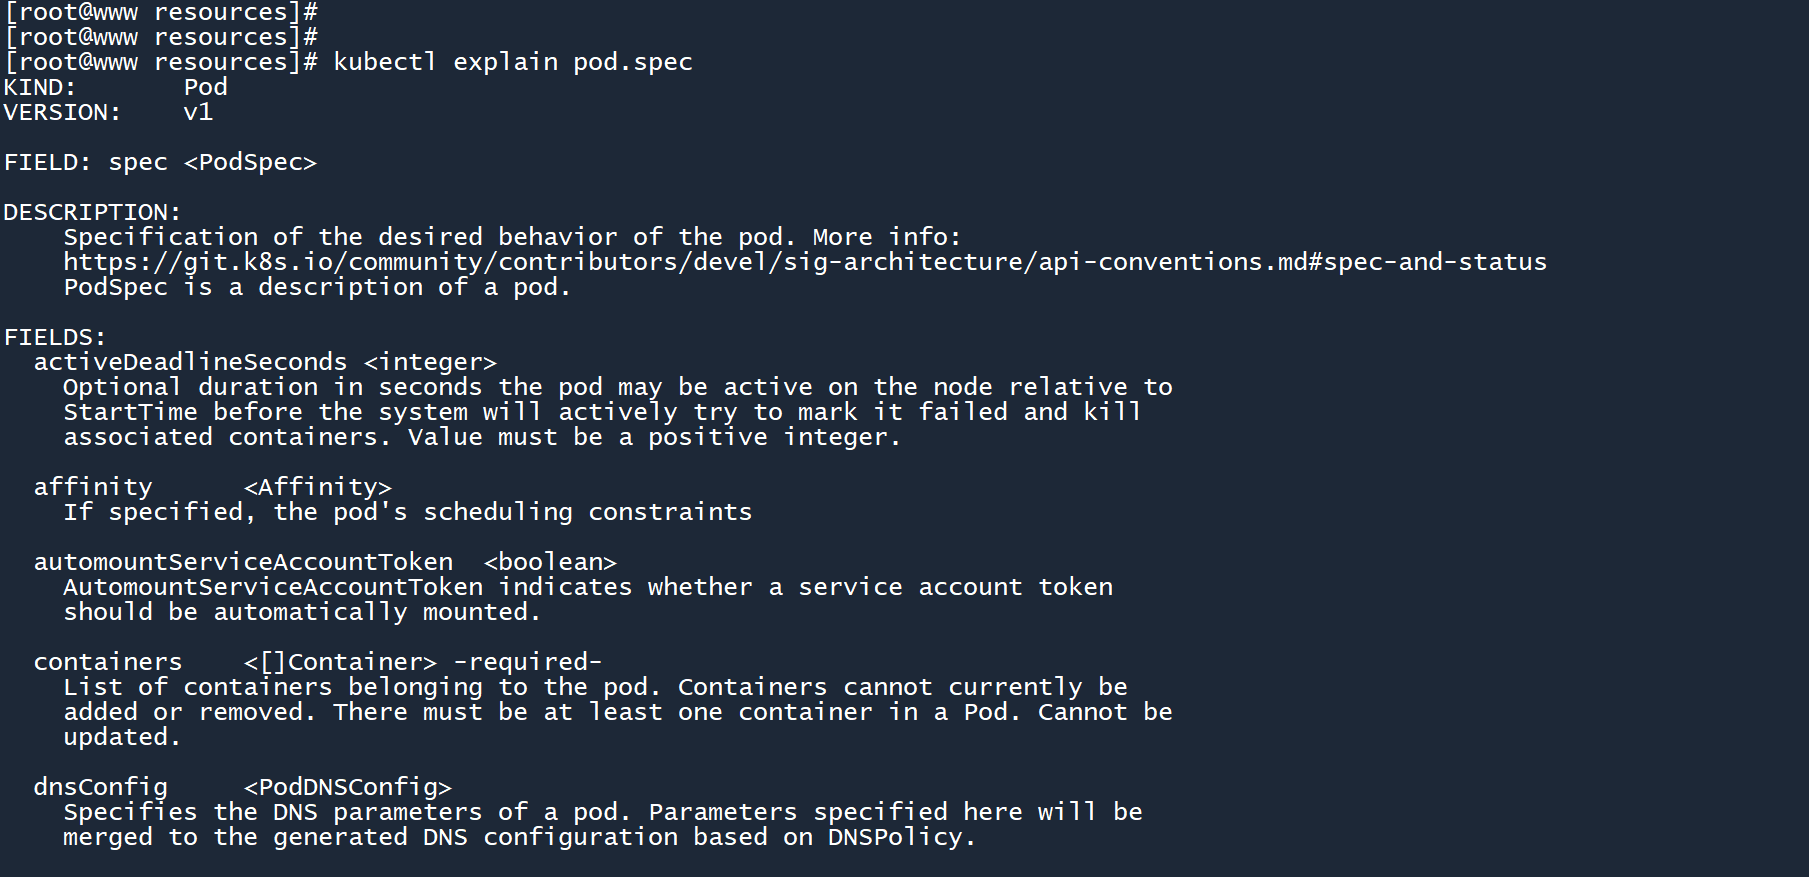 [root@www resources]#
[root@www resources]#
[root@www resources]# kubectl explain pod.spec
KIND:       Pod
VERSION:    v1
FIELD: spec <PodSpec>
DESCRIPTION:
    Specification of the desired behavior of the pod. More info:
    https://git.k8s.io/community/contributors/devel/sig-architecture/api-conventions.md#spec-and-status
    PodSpec is a description of a pod.
FIELDS:
  activeDeadlineSeconds <integer>
    Optional duration in seconds the pod may be active on the node relative to
    StartTime before the system will actively try to mark it failed and kill
    associated containers. Value must be a positive integer.
  affinity      <Affinity>
    If specified, the pod's scheduling constraints
  automountServiceAccountToken  <boolean>
    AutomountServiceAccountToken indicates whether a service account token
    should be automatically mounted.
  containers    <[]Container> -required-
    List of containers belonging to the pod. Containers cannot currently be
    added or removed. There must be at least one container in a Pod. Cannot be
    updated.
  dnsConfig     <PodDNSConfig>
    Specifies the DNS parameters of a pod. Parameters specified here will be
    merged to the generated DNS configuration based on DNSPolicy.